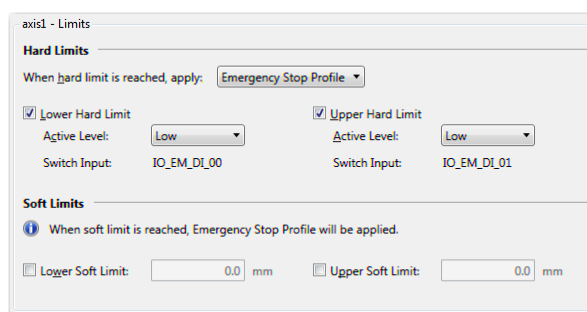 axis1 - Limits
Hard Limits
When hard limit is reached, apply: Emergency Stop Profile
Lower Hard Limit Upper Hard Limit
Active Level: Low Active Level: Low
Switch Input: IO_EM_DI_00 Switch Input: IO_EM_DI_01
Soft Limits
When soft limit is reached, Emergency Stop Profile will be applied.
Lower Soft Limit: 0.0 mm Upper Soft Limit: 0.0 mm